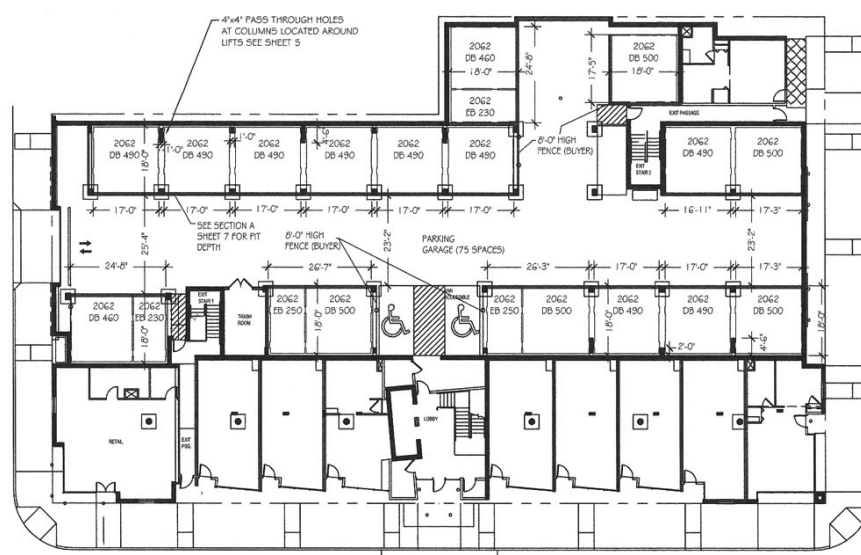 4"x4" PASS THROUGH HOLES
AT COLUMNS LOCATED AROUND
LIFTS SEE SHEET 5
2062
DB 460
18'-0"
2062
EB 230
24'-8"
17'-5"
2062
DB 500
18'-0"
EXIT PASSAGE
8'-0" HIGH
FENCE (BUYER)
EXIT
STAIR 2
2062
DB 490
2062
DB 500
18'-0"
2062
DB 490
1'-0"
2062
DB 490
1'-0"
2062
DB 490
2062
DB 490
2062
DB 490
2062
DB 490
17'-0"
17'-0"
17'-0"
17'-0"
17'-0"
17'-0"
16'-11"
17'-3"
SEE SECTION A
SHEET 7 FOR PIT
DEPTH
8'-0" HIGH
FENCE (BUYER)
25'-4"
23'-2"
PARKING
GARAGE (75 SPACES)
23'-2"
24'-8"
26'-7"
26'-3"
17'-0"
17'-0"
17'-3"
2062
DB 460
2062
EB 230
18'-0"
EXIT
STAIR 1
TRASH
ROOM
2062
EB 250
18'-0"
2062
DB 500
2062
EB 250
2062
DB 500
18'-0"
2062
DB 490
2062
DB 490
2062
DB 500
18'-0"
2'-0"
4'-6"
RETAIL
EXIT
PSG.
LOBBY